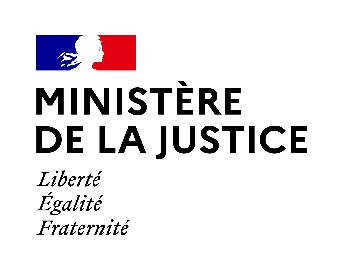 MINISTÈRE
DE LA JUSTICE
Liberté
Égalité
Fraternité